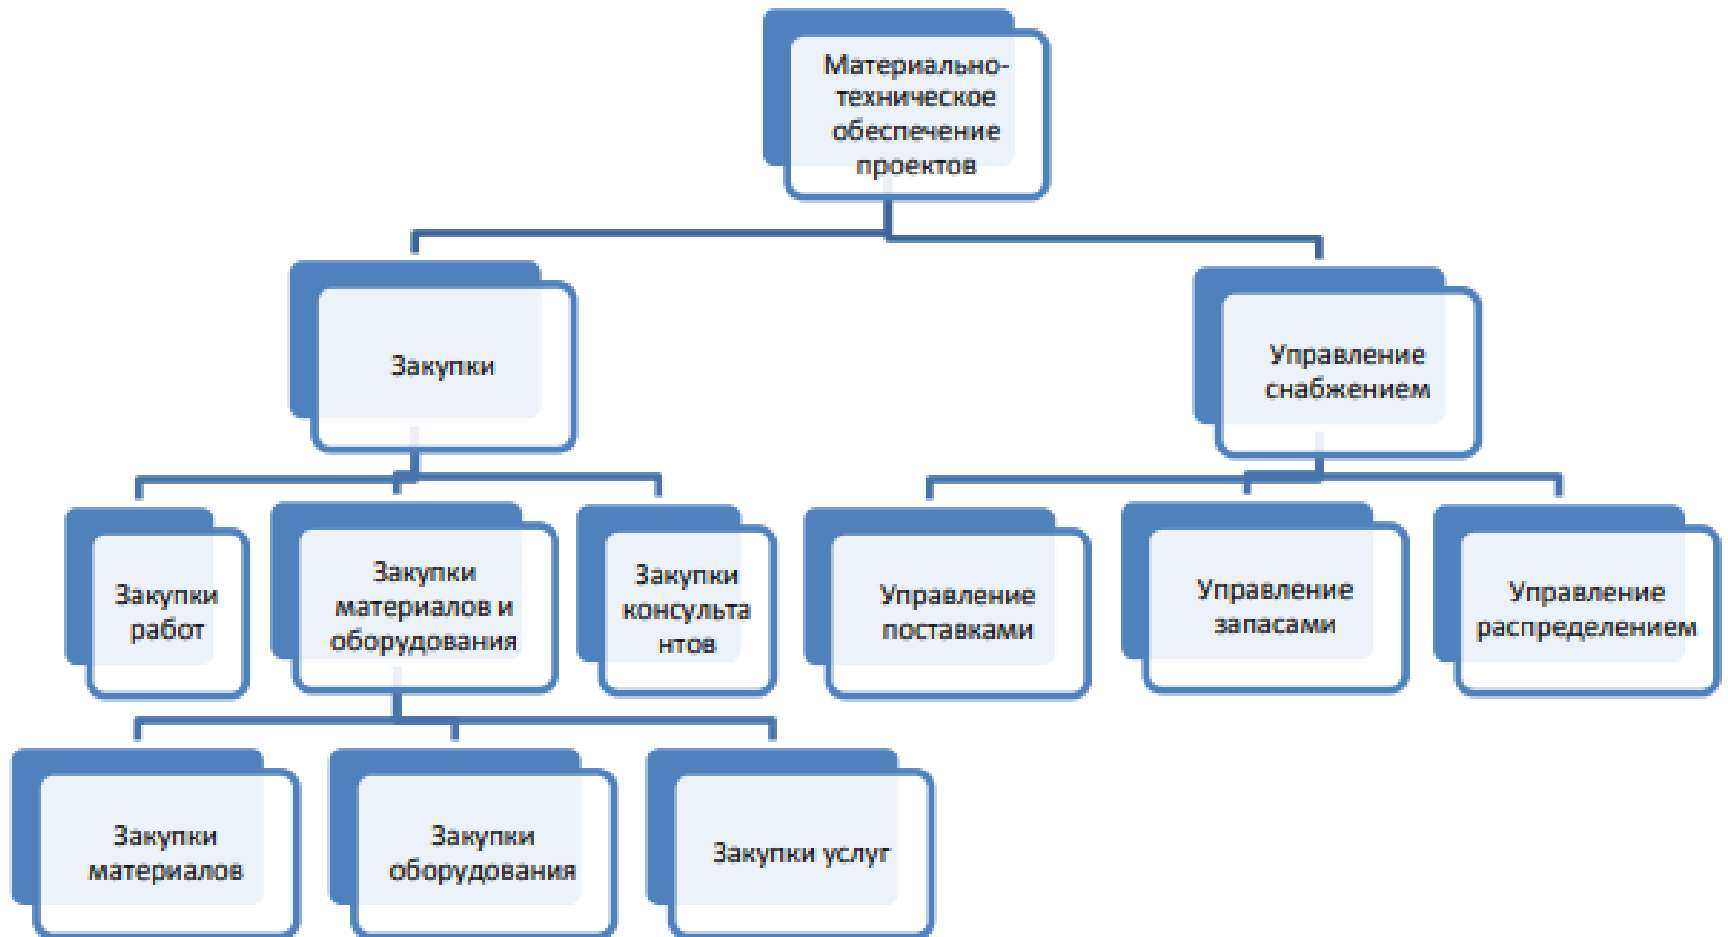 Материально-
техническое
обеспечение
проектов
Закупки
Управление
снабжением
Закупки
работ
Закупки
материалов и
оборудования
Закупки
консульта
нтов
Управление
поставками
Управление
запасами
Управление
распределением
Закупки
материалов
Закупки
оборудования
Закупки услуг